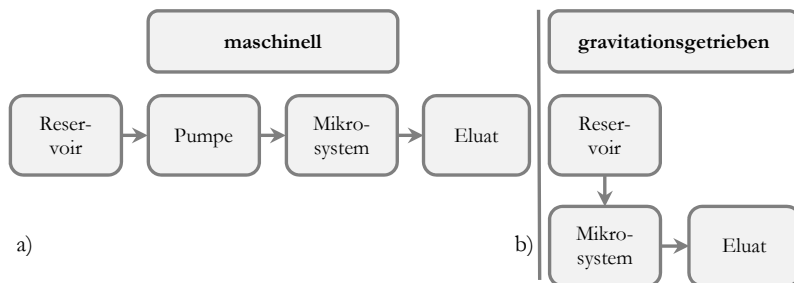 maschinell
Reser-
voir
Pumpe
Mikro-
system
Eluat
a)
gravitationsgetrieben
Reser-
voir
Mikro-
system
Eluat
b)